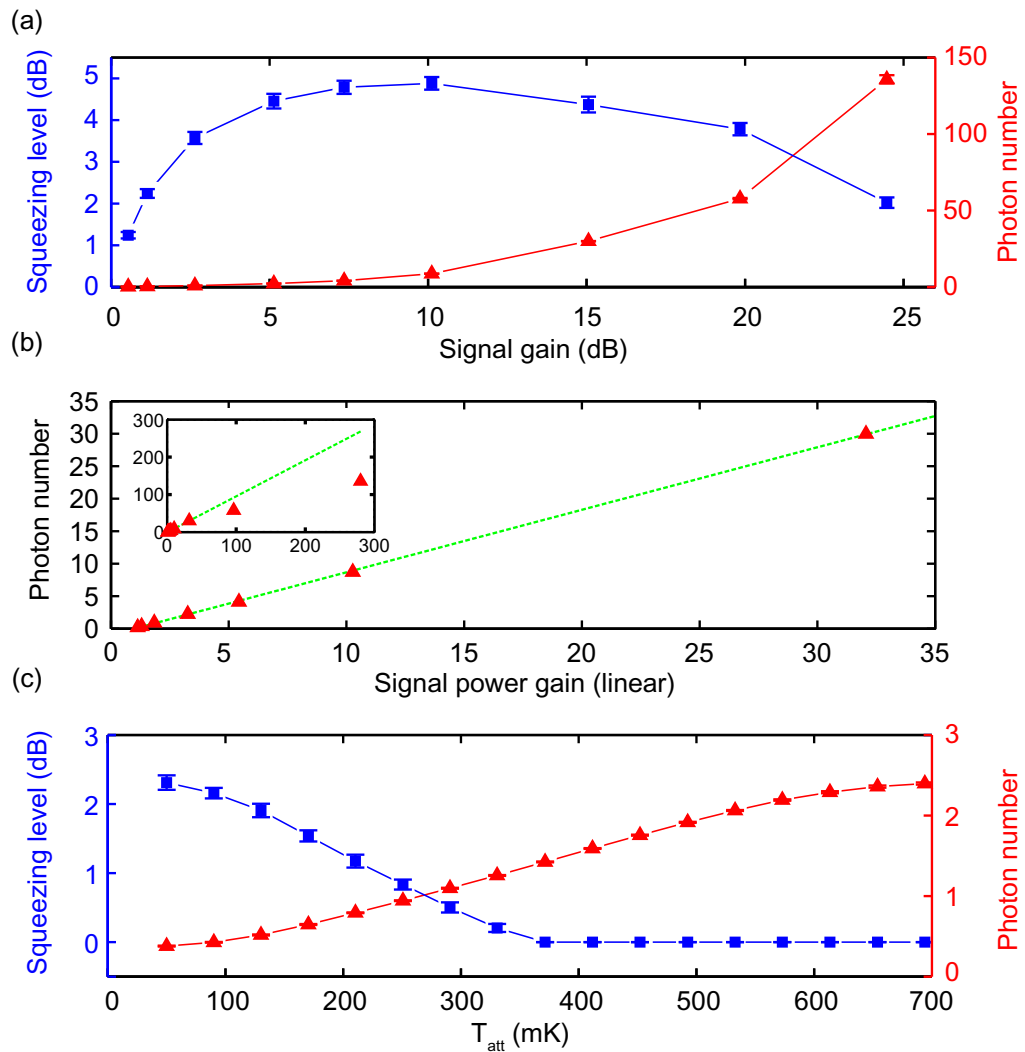 (a)
Squeezing level (dB)
5
4
3
2
1
0
150
100
50
0
Photon number
0 5 10 15 20 25
Signal gain (dB)
(b)
Photon number
35
30
25
20
15
10
5
0
300
200
100
0
0 100 200 300
0 5 10 15 20 25 30 35
Signal power gain (linear)
(c)
Squeezing level (dB)
3
2
1
0
3
2
1
0
Photon number
0 100 200 300 400 500 600 700
T_att (mK)